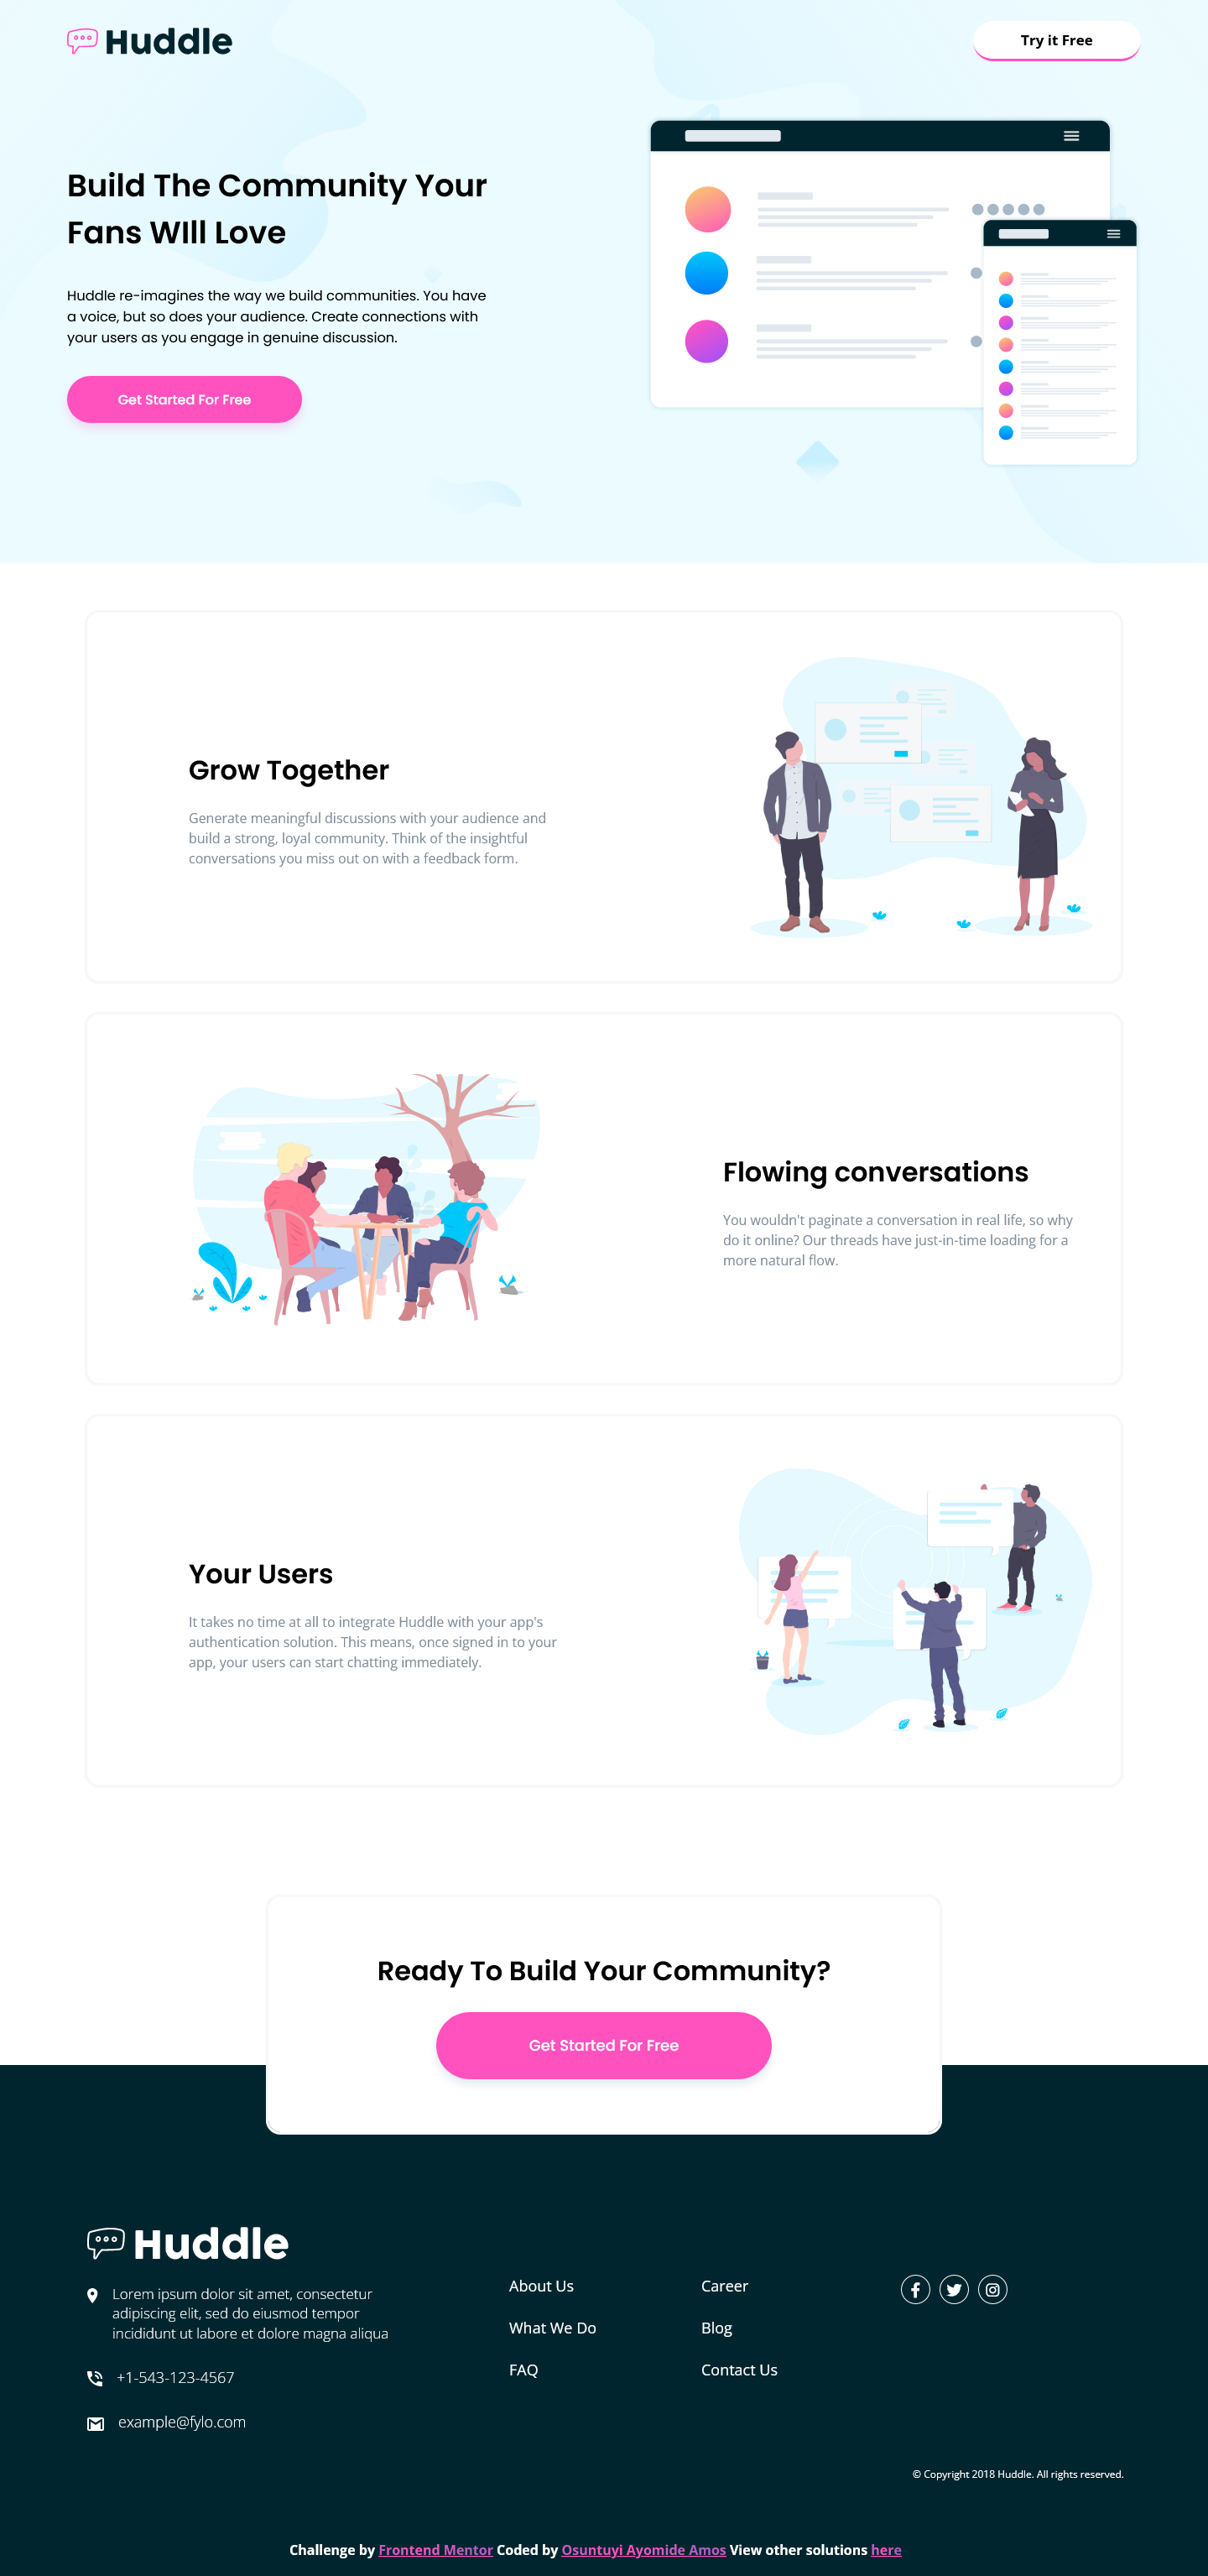 Huddle
Try it Free
Build The Community Your
Fans WIll Love
Huddle re-imagines the way we build communities. You have
a voice, but so does your audience. Create connections with
your users as you engage in genuine discussion.
Get Started For Free
Grow Together
Generate meaningful discussions with your audience and
build a strong, loyal community. Think of the insightful
conversations you miss out on with a feedback form.
Flowing conversations
You wouldn't paginate a conversation in real life, so why
do it online? Our threads have just-in-time loading for a
more natural flow.
Your Users
It takes no time at all to integrate Huddle with your app's
authentication solution. This means, once signed in to your
app, your users can start chatting immediately.
Ready To Build Your Community?
Get Started For Free
Huddle
Lorem ipsum dolor sit amet, consectetur
adipiscing elit, sed do eiusmod tempor
incididunt ut labore et dolore magna aliqua
+1-543-123-4567
example@fylo.com
About Us
What We Do
FAQ
Career
Blog
Contact Us
© Copyright 2018 Huddle. All rights reserved.
Challenge by Frontend Mentor Coded by Osuntuyi Ayomide Amos View other solutions here